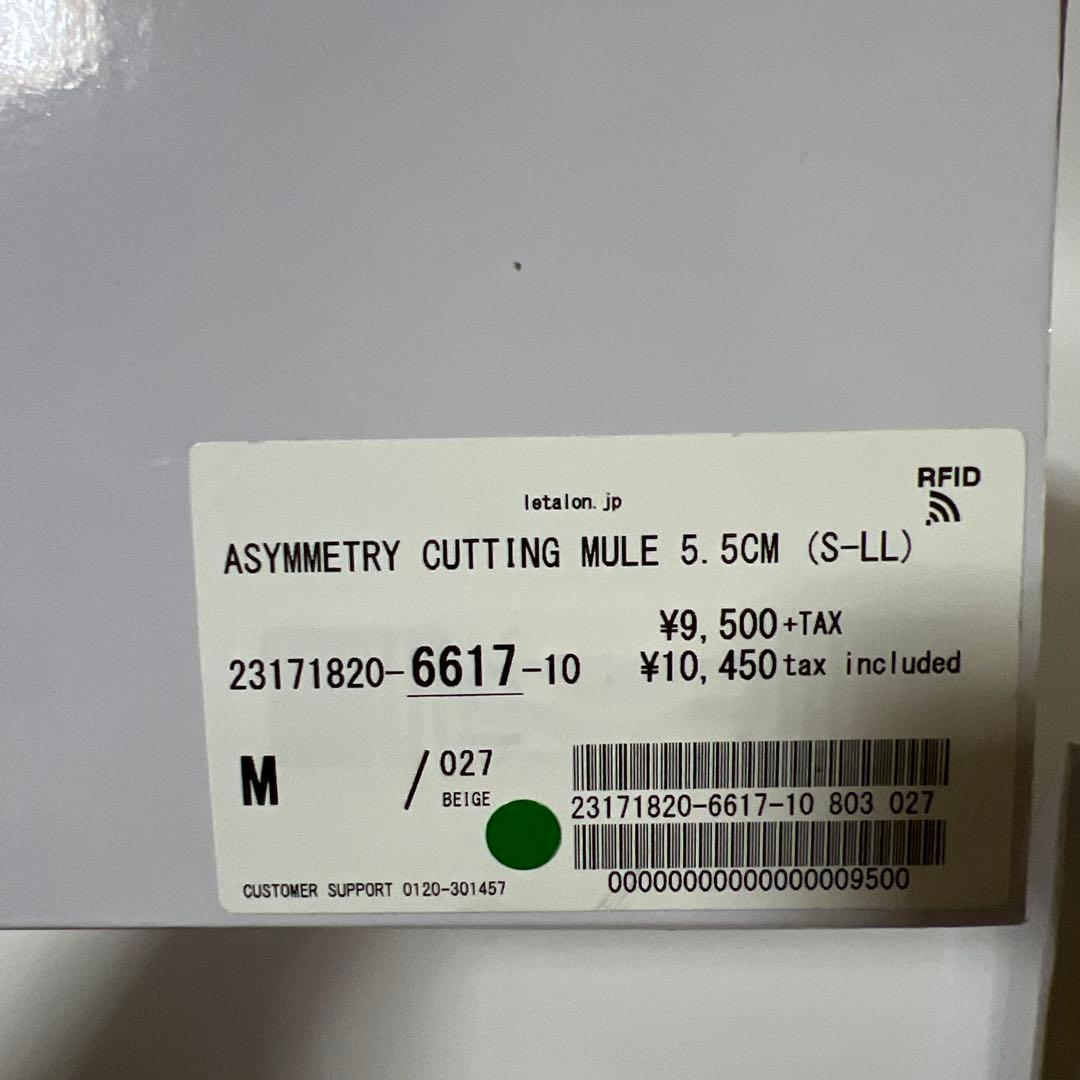 RFID
letalon.jp
ASYMMETRY CUTTING MULE 5.5CM (S-LL)
¥9,500+TAX
23171820-6617-10 ¥10,450 tax included
M / 027
BEIGE
23171820-6617-10 803 027
00000000000000009500
CUSTOMER SUPPORT 0120-301457